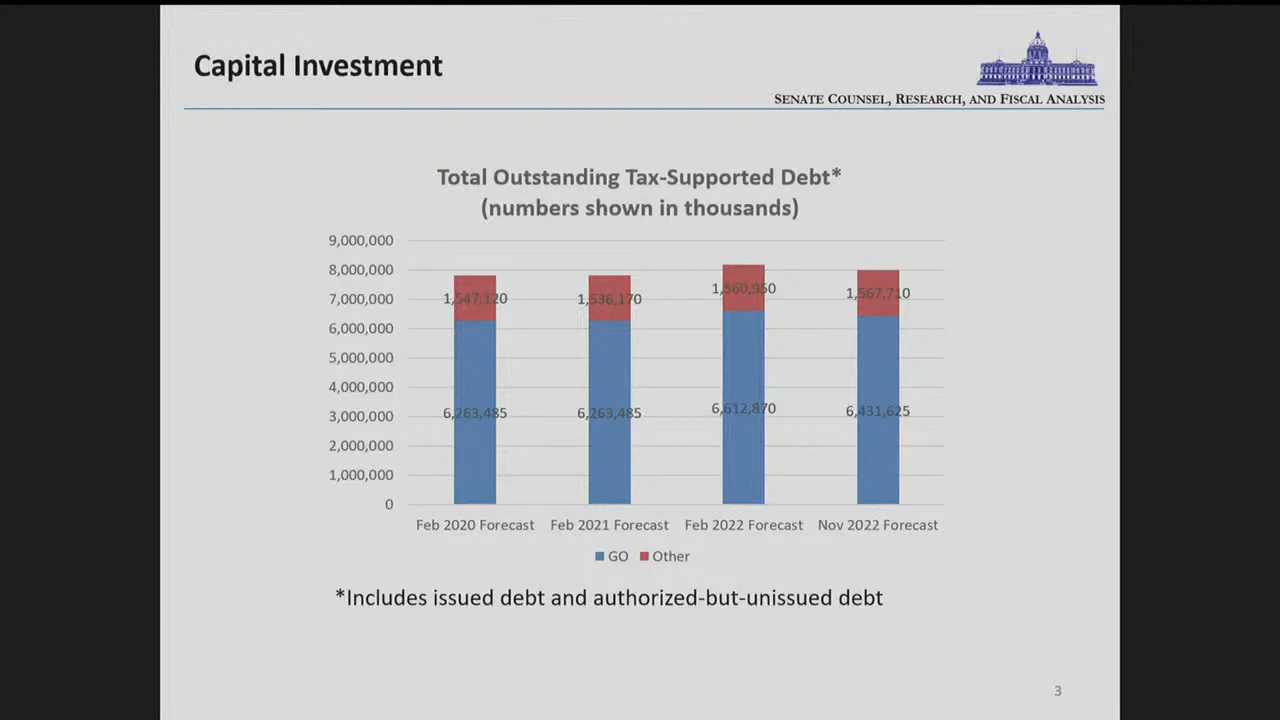 Capital Investment
SENATE COUNSEL, RESEARCH, AND FISCAL ANALYSIS
Total Outstanding Tax-Supported Debt*
(numbers shown in thousands)
9,000,000
8,000,000
7,000,000
6,000,000
5,000,000
4,000,000
3,000,000
2,000,000
1,000,000
0
1,547,120
1,536,170
1,560,950
1,567,710
6,263,485
6,263,485
6,612,870
6,431,625
Feb 2020 Forecast
Feb 2021 Forecast
Feb 2022 Forecast
Nov 2022 Forecast
GO
Other
*Includes issued debt and authorized-but-unissued debt
3